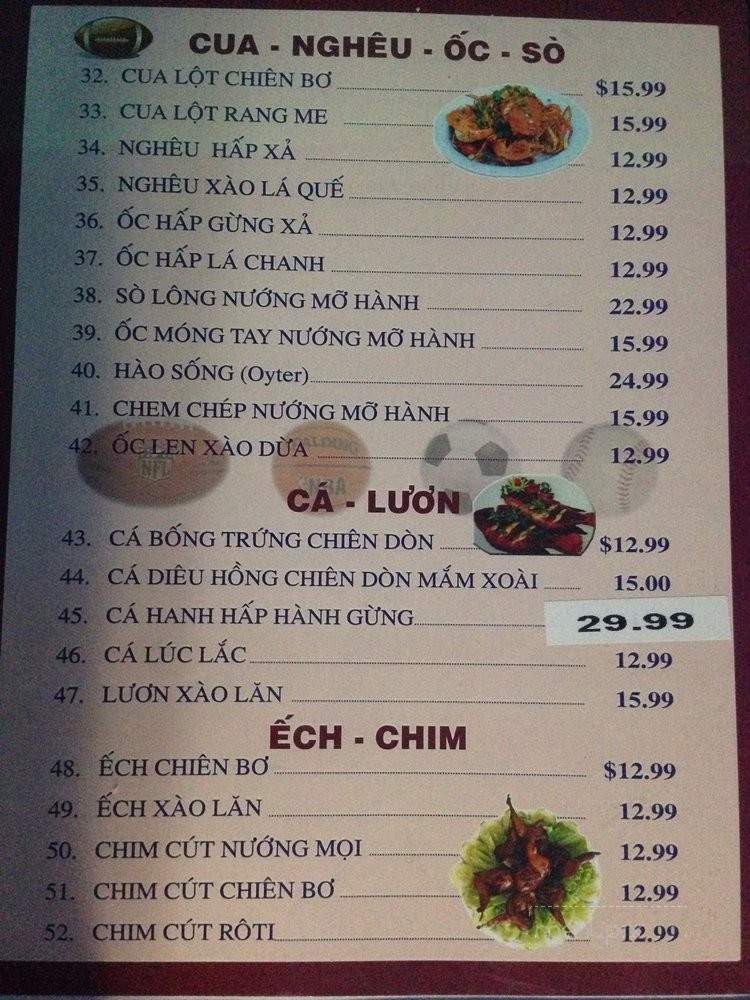 CUA - NGHÊU - ỐC - SÒ
32. CUA LỘT CHIÊN BƠ $15.99
33. CUA LỘT RANG ME 15.99
34. NGHÊU HẤP XẢ 12.99
35. NGHÊU XÀO LÁ QUẾ 12.99
36. ỐC HẤP GỪNG XẢ 12.99
37. ỐC HẤP LÁ CHANH 12.99
38. SÒ LÔNG NƯỚNG MỠ HÀNH 22.99
39. ỐC MÓNG TAY NƯỚNG MỠ HÀNH 15.99
40. HÀO SỐNG (Oyter) 24.99
41. CHEM CHÉP NƯỚNG MỠ HÀNH 15.99
SPALDING
42. ỐC LEN XÀO DỪA 12.99
NFL
NBA
CÁ - LƯƠN
43. CÁ BỐNG TRỨNG CHIÊN DÒN $12.99
44. CÁ DIÊU HỒNG CHIÊN DÒN MẮM XOÀI 15.00
45. CÁ HANH HẤP HÀNH GỪNG 29.99
46. CÁ LÚC LẮC 12.99
47. LƯƠN XÀO LĂN 15.99
ẾCH - CHIM
48. ẾCH CHIÊN BƠ $12.99
49. ẾCH XÀO LĂN 12.99
50. CHIM CÚT NƯỚNG MỌI 12.99
51. CHIM CÚT CHIÊN BƠ 12.99
52. CHIM CÚT RÔTI 12.99